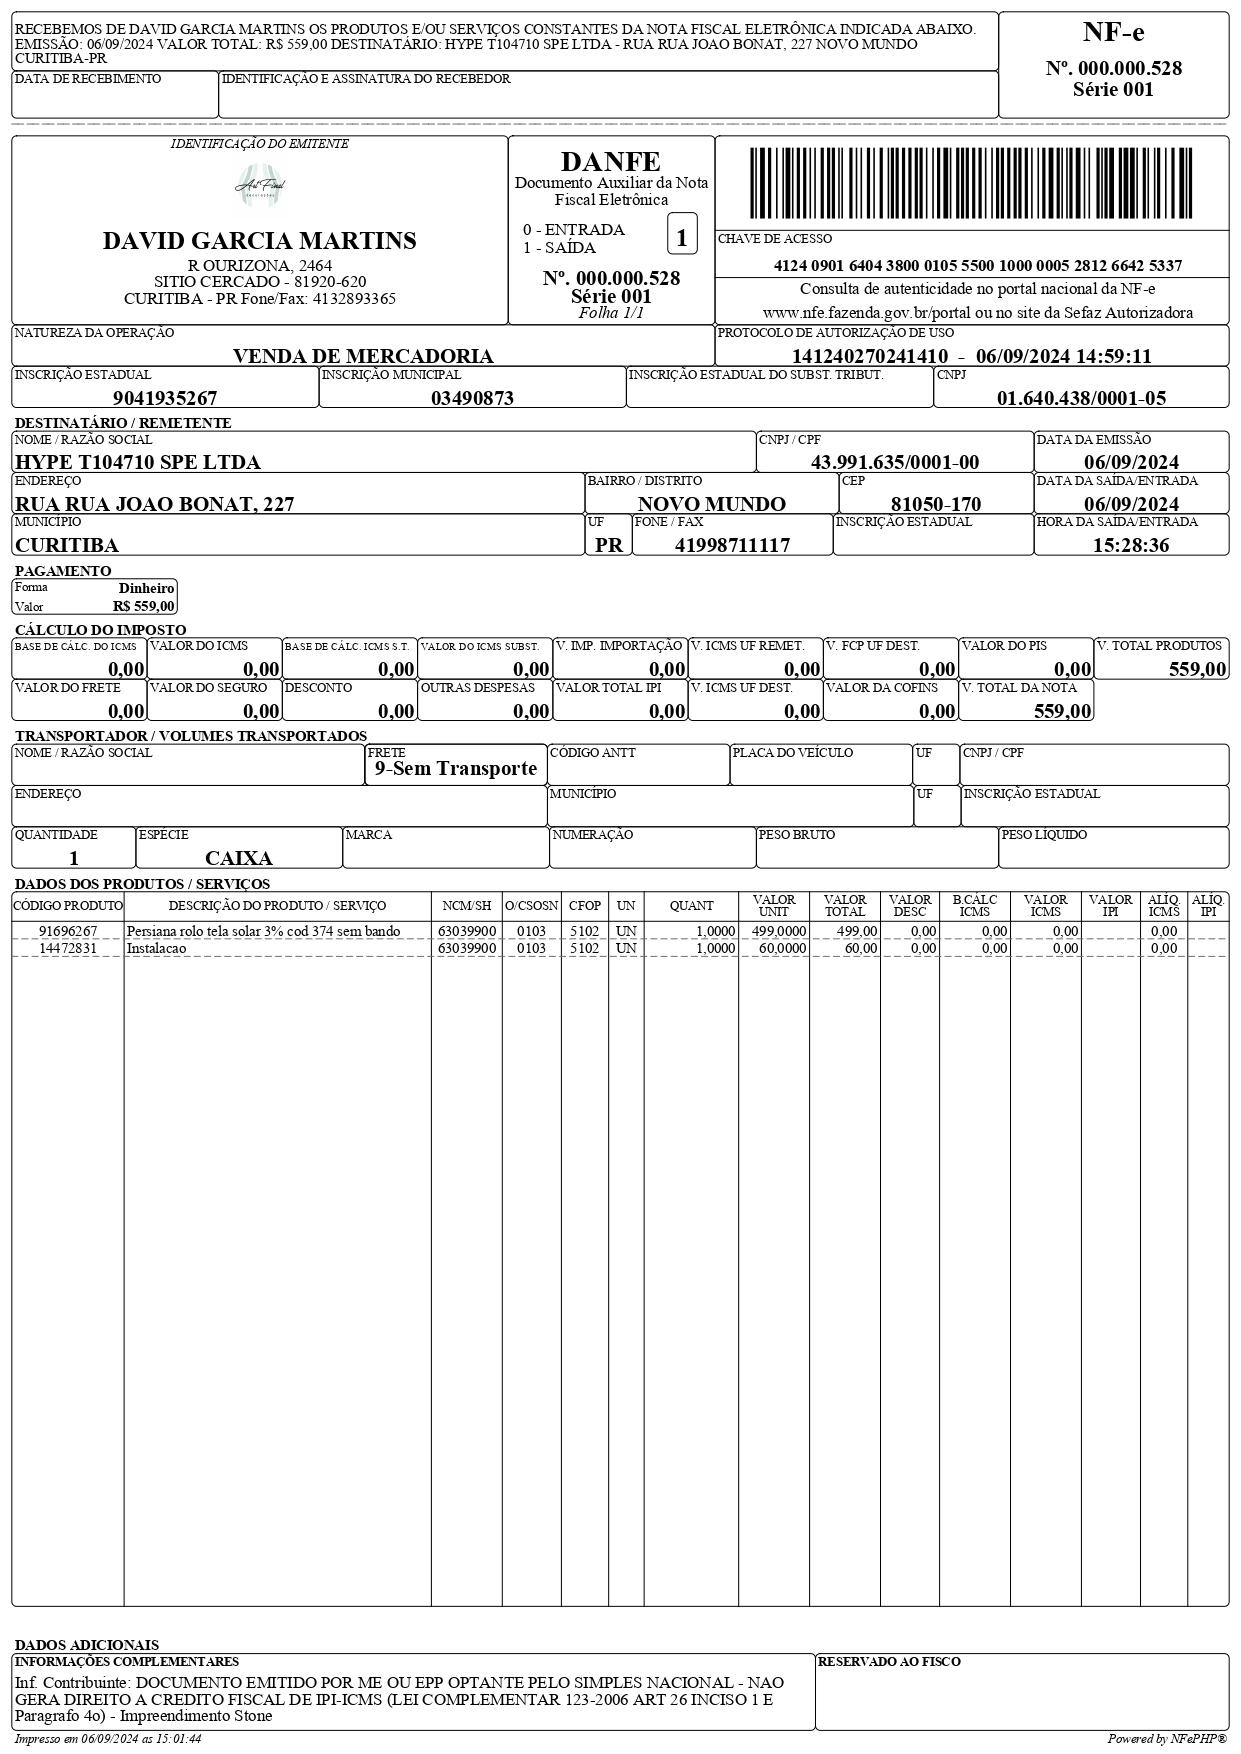 RECEBEMOS DE DAVID GARCIA MARTINS OS PRODUTOS E/OU SERVIÇOS CONSTANTES DA NOTA FISCAL ELETRÔNICA INDICADA ABAIXO.
EMISSÃO: 06/09/2024 VALOR TOTAL: R$ 559,00 DESTINATÁRIO: HYPE T104710 SPE LTDA - RUA RUA JOAO BONAT, 227 NOVO MUNDO
CURITIBA-PR
DATA DE RECEBIMENTO IDENTIFICAÇÃO E ASSINATURA DO RECEBEDOR
NF-e
Nº. 000.000.528
Série 001
IDENTIFICAÇÃO DO EMITENTE
Art Final
DAVID GARCIA MARTINS
R OURIZONA, 2464
SITIO CERCADO - 81920-620
CURITIBA - PR Fone/Fax: 4132893365
DANFE
Documento Auxiliar da Nota
Fiscal Eletrônica
0 - ENTRADA
1 - SAÍDA
1
Nº. 000.000.528
Série 001
Folha 1/1
CHAVE DE ACESSO
4124 0901 6404 3800 0105 5500 1000 0005 2812 6642 5337
Consulta de autenticidade no portal nacional da NF-e
www.nfe.fazenda.gov.br/portal ou no site da Sefaz Autorizadora
NATUREZA DA OPERAÇÃO PROTOCOLO DE AUTORIZAÇÃO DE USO
VENDA DE MERCADORIA 141240270241410 - 06/09/2024 14:59:11
INSCRIÇÃO ESTADUAL INSCRIÇÃO MUNICIPAL INSCRIÇÃO ESTADUAL DO SUBST. TRIBUT. CNPJ
9041935267 03490873 01.640.438/0001-05
DESTINATÁRIO / REMETENTE
NOME / RAZÃO SOCIAL CNPJ / CPF DATA DA EMISSÃO
HYPE T104710 SPE LTDA 43.991.635/0001-00 06/09/2024
ENDEREÇO BAIRRO / DISTRITO CEP DATA DA SAÍDA/ENTRADA
RUA RUA JOAO BONAT, 227 NOVO MUNDO 81050-170 06/09/2024
MUNICÍPIO UF FONE / FAX INSCRIÇÃO ESTADUAL HORA DA SAÍDA/ENTRADA
CURITIBA PR 41998711117 15:28:36
PAGAMENTO
Forma Dinheiro
Valor R$ 559,00
CÁLCULO DO IMPOSTO
BASE DE CÁLC. DO ICMS VALOR DO ICMS BASE DE CÁLC. ICMS S.T. VALOR DO ICMS SUBST. V. IMP. IMPORTAÇÃO V. ICMS UF REMET. V. FCP UF DEST. VALOR DO PIS V. TOTAL PRODUTOS
0,00 0,00 0,00 0,00 0,00 0,00 0,00 0,00 559,00
VALOR DO FRETE VALOR DO SEGURO DESCONTO OUTRAS DESPESAS VALOR TOTAL IPI V. ICMS UF DEST. VALOR DA COFINS V. TOTAL DA NOTA
0,00 0,00 0,00 0,00 0,00 0,00 0,00 559,00
TRANSPORTADOR / VOLUMES TRANSPORTADOS
NOME / RAZÃO SOCIAL FRETE CÓDIGO ANTT PLACA DO VEÍCULO UF CNPJ / CPF
9-Sem Transporte
ENDEREÇO MUNICÍPIO UF INSCRIÇÃO ESTADUAL
QUANTIDADE ESPÉCIE MARCA NUMERAÇÃO PESO BRUTO PESO LÍQUIDO
1 CAIXA
DADOS DOS PRODUTOS / SERVIÇOS
CÓDIGO PRODUTO DESCRIÇÃO DO PRODUTO / SERVIÇO NCM/SH O/CSOSN CFOP UN QUANT VALOR UNIT VALOR TOTAL VALOR DESC B.CÁLC ICMS VALOR ICMS VALOR IPI ALÍQ. ICMS ALÍQ. IPI
91696267 Persiana rolo tela solar 3% cod 374 sem bando 63039900 0103 5102 UN 1,0000 499,0000 499,00 0,00 0,00 0,00 0,00
14472831 Instalacao 63039900 0103 5102 UN 1,0000 60,0000 60,00 0,00 0,00 0,00 0,00
DADOS ADICIONAIS
INFORMAÇÕES COMPLEMENTARES RESERVADO AO FISCO
Inf. Contribuinte: DOCUMENTO EMITIDO POR ME OU EPP OPTANTE PELO SIMPLES NACIONAL - NAO
GERA DIREITO A CREDITO FISCAL DE IPI-ICMS (LEI COMPLEMENTAR 123-2006 ART 26 INCISO 1 E
Paragrafo 4o) - Impreendimento Stone
Impresso em 06/09/2024 as 15:01:44 Powered by NFePHP®